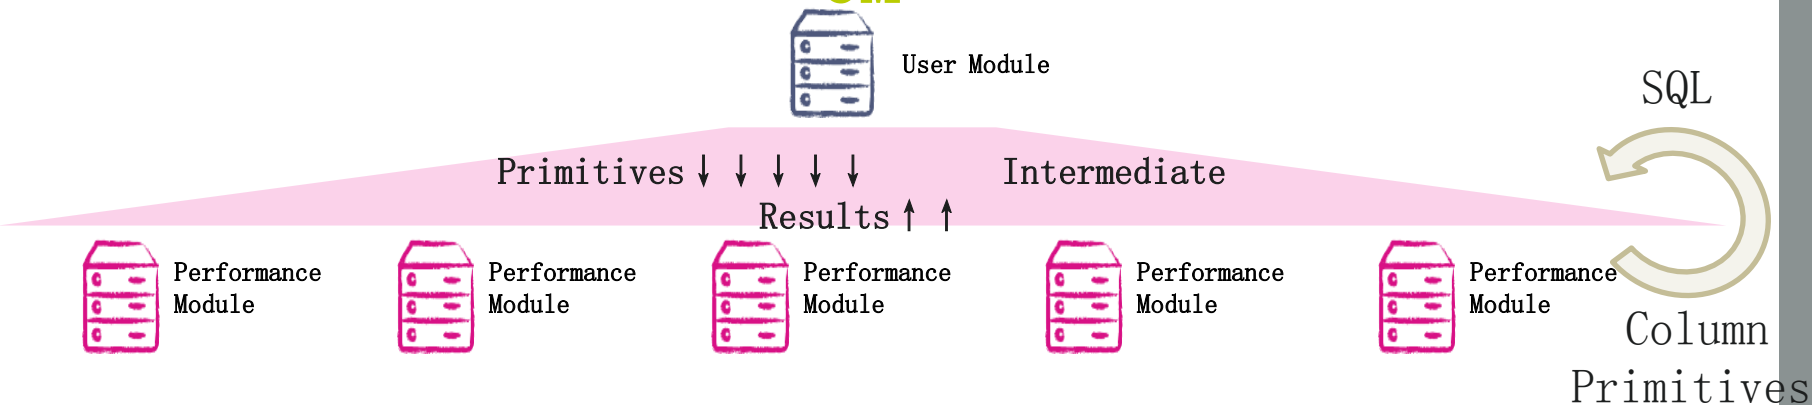 User Module
SQL
Primitives ↓ ↓ ↓ ↓ ↓ Intermediate
Results ↑ ↑
Performance
Module
Performance
Module
Performance
Module
Performance
Module
Performance
Module
Column
Primitives